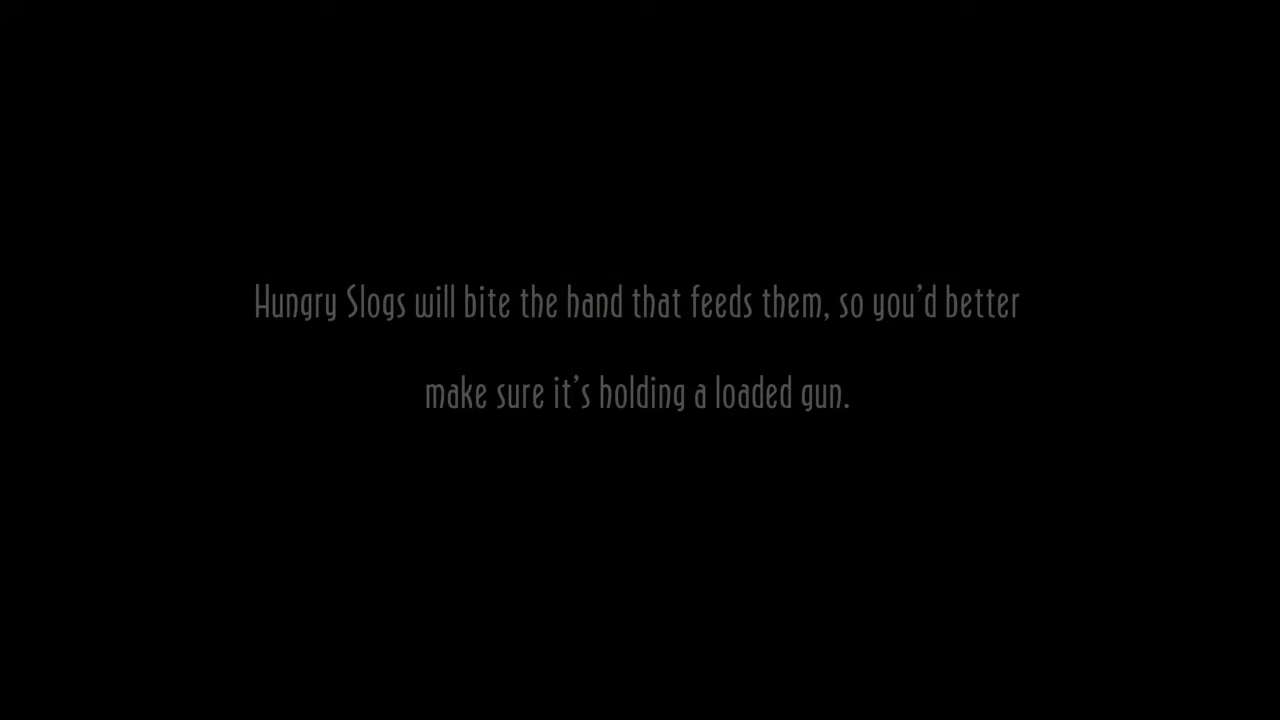 Hungry Slogs will bite the hand that feeds them, so you’d better
make sure it’s holding a loaded gun.